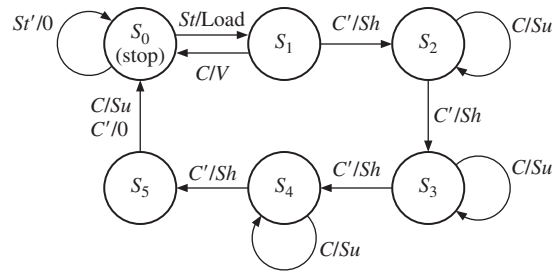 St′/0
S0
(stop)
St/Load
C/V
S1
C′/Sh
S2
C/Su
C′/Sh
C/Su
C′/0
S5
C′/Sh
S4
C/Su
C′/Sh
S3
C/Su